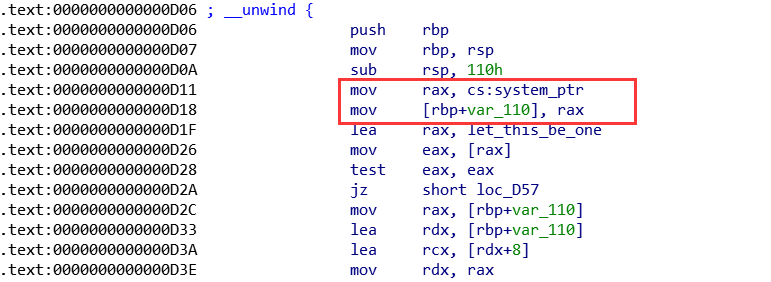 .text:0000000000000D06 ; __unwind {
.text:0000000000000D06 push rbp
.text:0000000000000D07 mov rbp, rsp
.text:0000000000000D0A sub rsp, 110h
.text:0000000000000D11 mov rax, cs:system_ptr
.text:0000000000000D18 mov [rbp+var_110], rax
.text:0000000000000D1F lea rax, let_this_be_one
.text:0000000000000D26 mov eax, [rax]
.text:0000000000000D28 test eax, eax
.text:0000000000000D2A jz short loc_D57
.text:0000000000000D2C mov rax, [rbp+var_110]
.text:0000000000000D33 lea rdx, [rbp+var_110]
.text:0000000000000D3A lea rcx, [rdx+8]
.text:0000000000000D3E mov rdx, rax